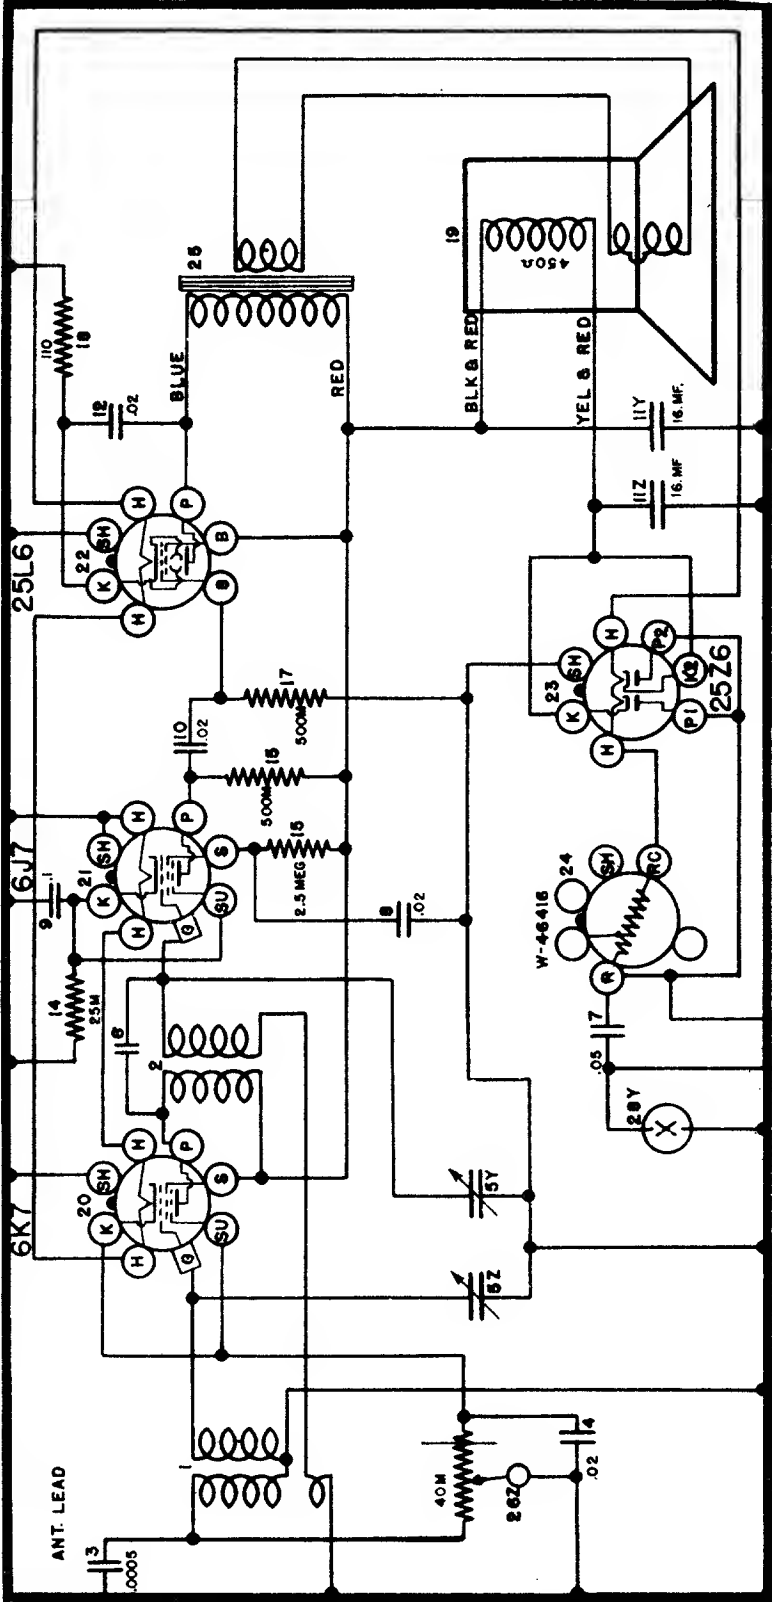 110
18
12
.02
BLUE
25
RED
19
450Ω
BLK & RED
YEL & RED
11Y
16. MF.
11Z
16. MF
25L6
22
K
SH
H
H
P
B
G
10
.02
17
500M
15
500M
15
2.5 MEG
8
.02
6J7
.1
9
21
K
SH
H
H
P
S
SU
G
14
25M
6
2
6K7
20
K
SH
H
H
P
S
SU
G
23
K
SH
H
H
P2
K2
P1
25Z6
W-46416
24
SH
RC
R
7
.05
28Y
X
5Y
5Z
ANT. LEAD
3
.0005
1
40M
26Z
4
.02